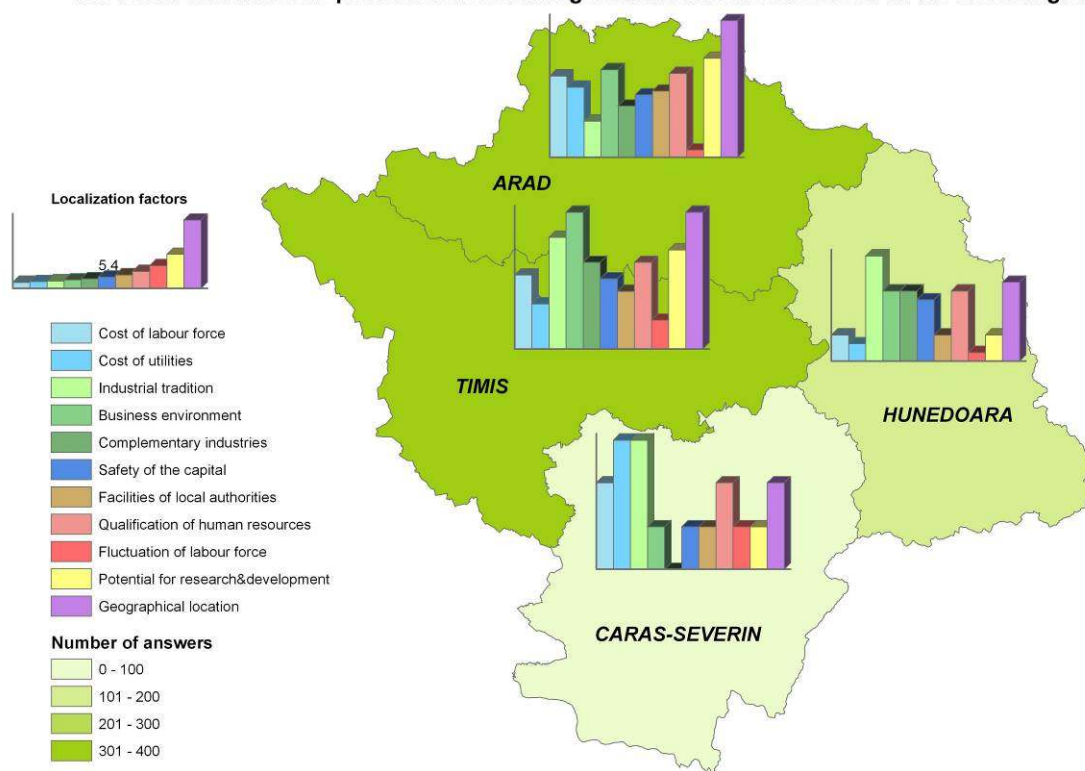 ARAD
Localization factors
5.4
Cost of labour force
Cost of utilities
Industrial tradition
Business environment
Complementary industries
Safety of the capital
Facilities of local authorities
Qualification of human resources
Fluctuation of labour force
Potential for research&development
Geographical location
TIMIS
HUNEDOARA
CARAS-SEVERIN
Number of answers
0 - 100
101 - 200
201 - 300
301 - 400